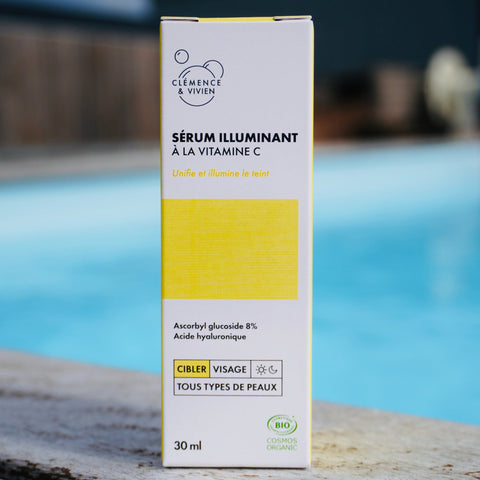 CLÉMENCE
& VIVIEN
SÉRUM ILLUMINANT
À LA VITAMINE C
Unifie et illumine le teint
Ascorbyl glucoside 8%
Acide hyaluronique
CIBLER VISAGE
TOUS TYPES DE PEAUX
30 ml
BIO
COSMOS
ORGANIC